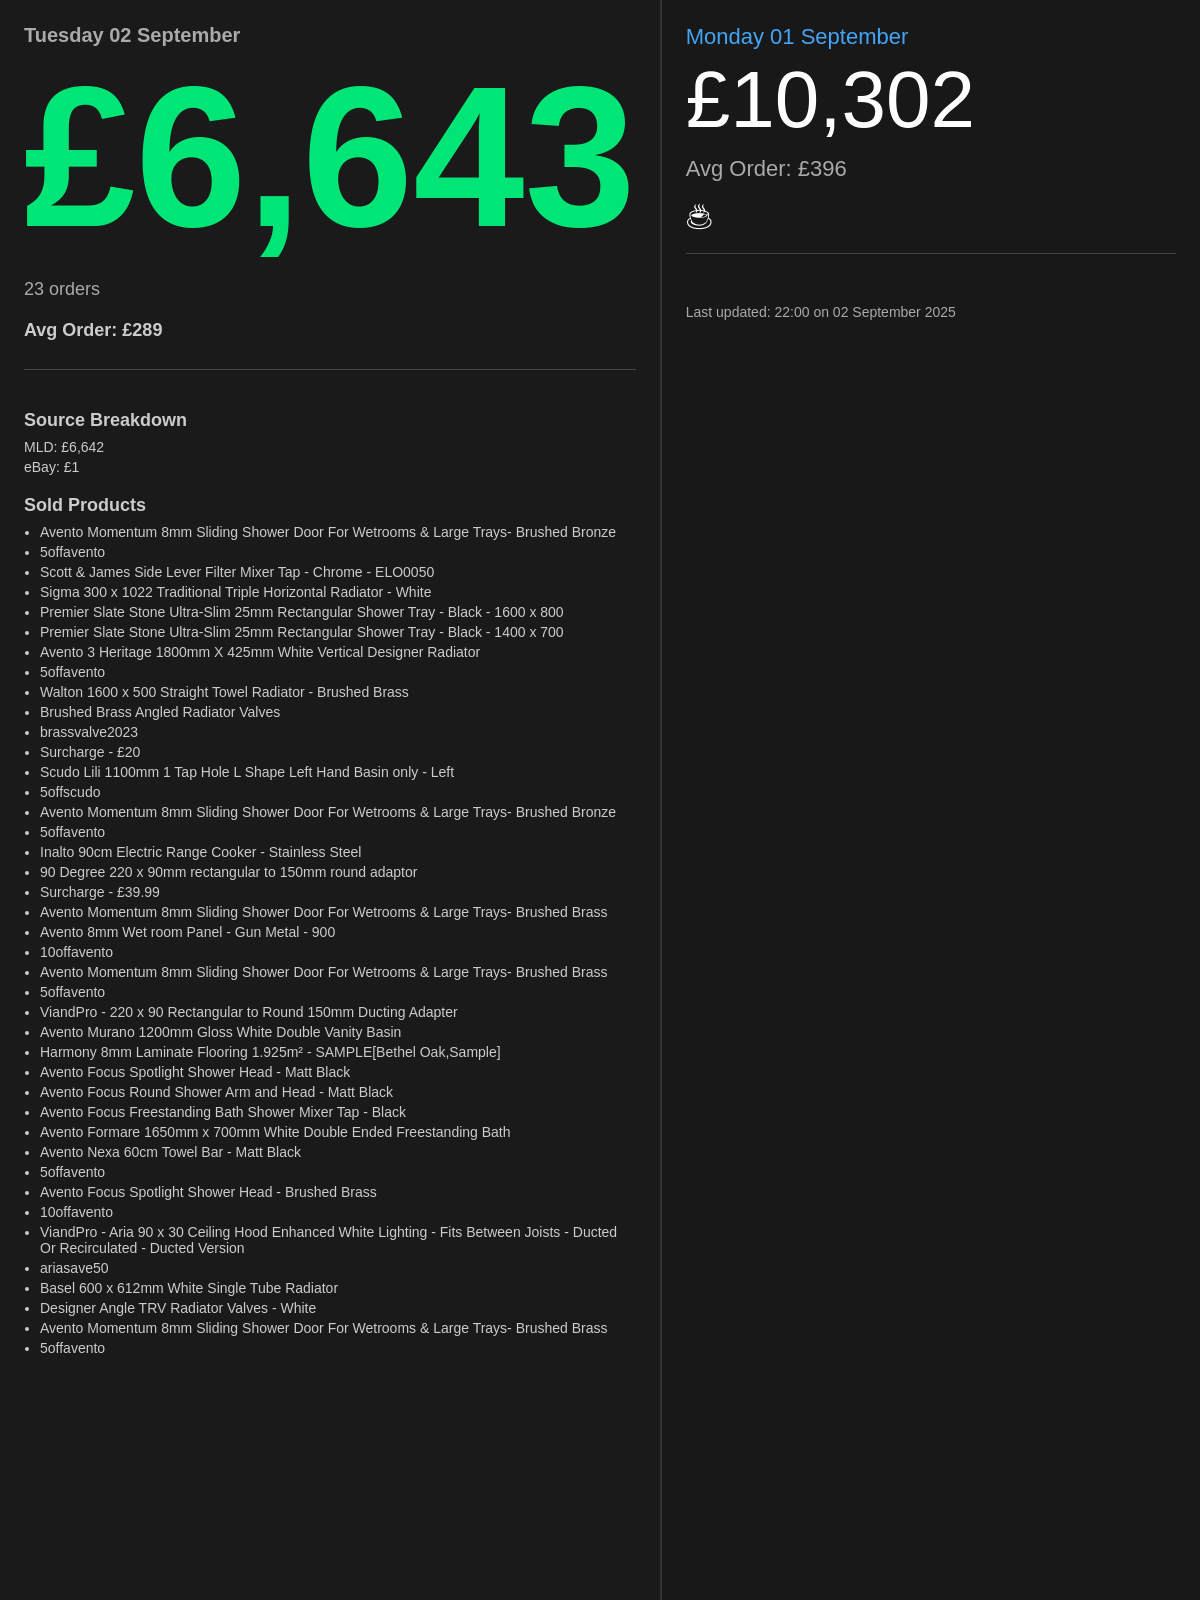 Tuesday 02 September
£6,643
23 orders
Avg Order: £289
Source Breakdown
MLD: £6,642
eBay: £1
Sold Products
Avento Momentum 8mm Sliding Shower Door For Wetrooms & Large Trays- Brushed Bronze
5offavento
Scott & James Side Lever Filter Mixer Tap - Chrome - ELO0050
Sigma 300 x 1022 Traditional Triple Horizontal Radiator - White
Premier Slate Stone Ultra-Slim 25mm Rectangular Shower Tray - Black - 1600 x 800
Premier Slate Stone Ultra-Slim 25mm Rectangular Shower Tray - Black - 1400 x 700
Avento 3 Heritage 1800mm X 425mm White Vertical Designer Radiator
5offavento
Walton 1600 x 500 Straight Towel Radiator - Brushed Brass
Brushed Brass Angled Radiator Valves
brassvalve2023
Surcharge - £20
Scudo Lili 1100mm 1 Tap Hole L Shape Left Hand Basin only - Left
5offscudo
Avento Momentum 8mm Sliding Shower Door For Wetrooms & Large Trays- Brushed Bronze
5offavento
Inalto 90cm Electric Range Cooker - Stainless Steel
90 Degree 220 x 90mm rectangular to 150mm round adaptor
Surcharge - £39.99
Avento Momentum 8mm Sliding Shower Door For Wetrooms & Large Trays- Brushed Brass
Avento 8mm Wet room Panel - Gun Metal - 900
10offavento
Avento Momentum 8mm Sliding Shower Door For Wetrooms & Large Trays- Brushed Brass
5offavento
ViandPro - 220 x 90 Rectangular to Round 150mm Ducting Adapter
Avento Murano 1200mm Gloss White Double Vanity Basin
Harmony 8mm Laminate Flooring 1.925m² - SAMPLE[Bethel Oak,Sample]
Avento Focus Spotlight Shower Head - Matt Black
Avento Focus Round Shower Arm and Head - Matt Black
Avento Focus Freestanding Bath Shower Mixer Tap - Black
Avento Formare 1650mm x 700mm White Double Ended Freestanding Bath
Avento Nexa 60cm Towel Bar - Matt Black
5offavento
Avento Focus Spotlight Shower Head - Brushed Brass
10offavento
ViandPro - Aria 90 x 30 Ceiling Hood Enhanced White Lighting - Fits Between Joists - Ducted
Or Recirculated - Ducted Version
ariasave50
Basel 600 x 612mm White Single Tube Radiator
Designer Angle TRV Radiator Valves - White
Avento Momentum 8mm Sliding Shower Door For Wetrooms & Large Trays- Brushed Brass
5offavento
Monday 01 September
£10,302
Avg Order: £396
Last updated: 22:00 on 02 September 2025